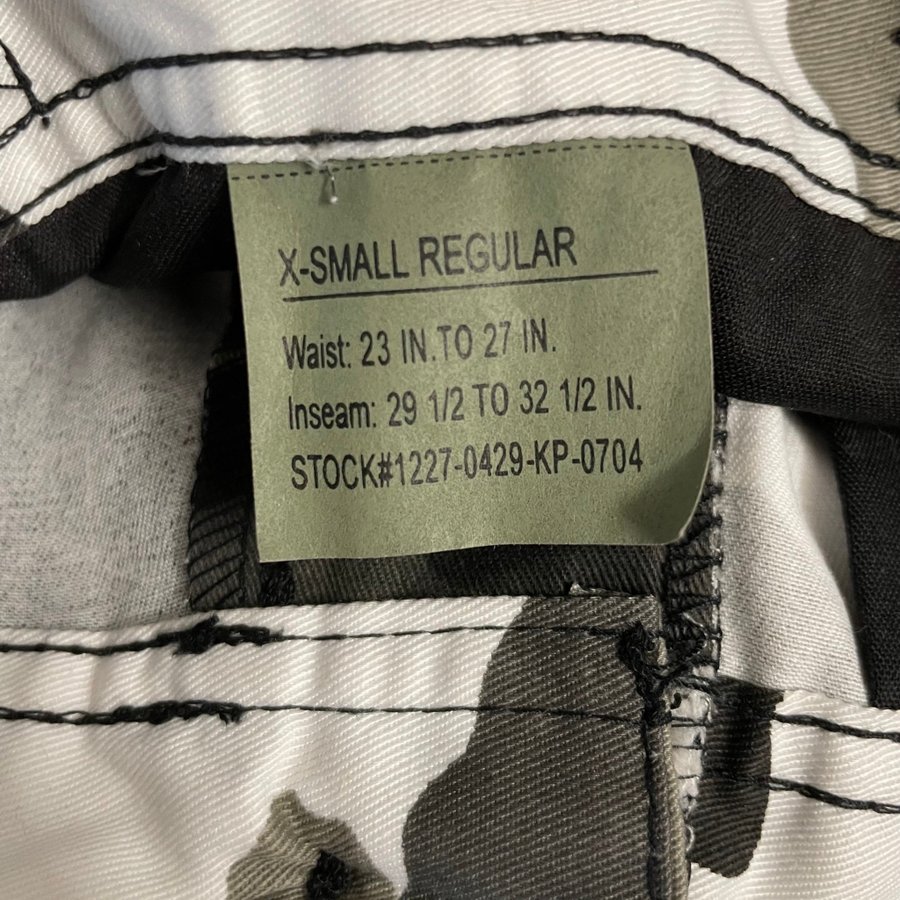 X-SMALL REGULAR
Waist: 23 IN.TO 27 IN.
Inseam: 29 1/2 TO 32 1/2 IN.
STOCK#1227-0429-KP-0704